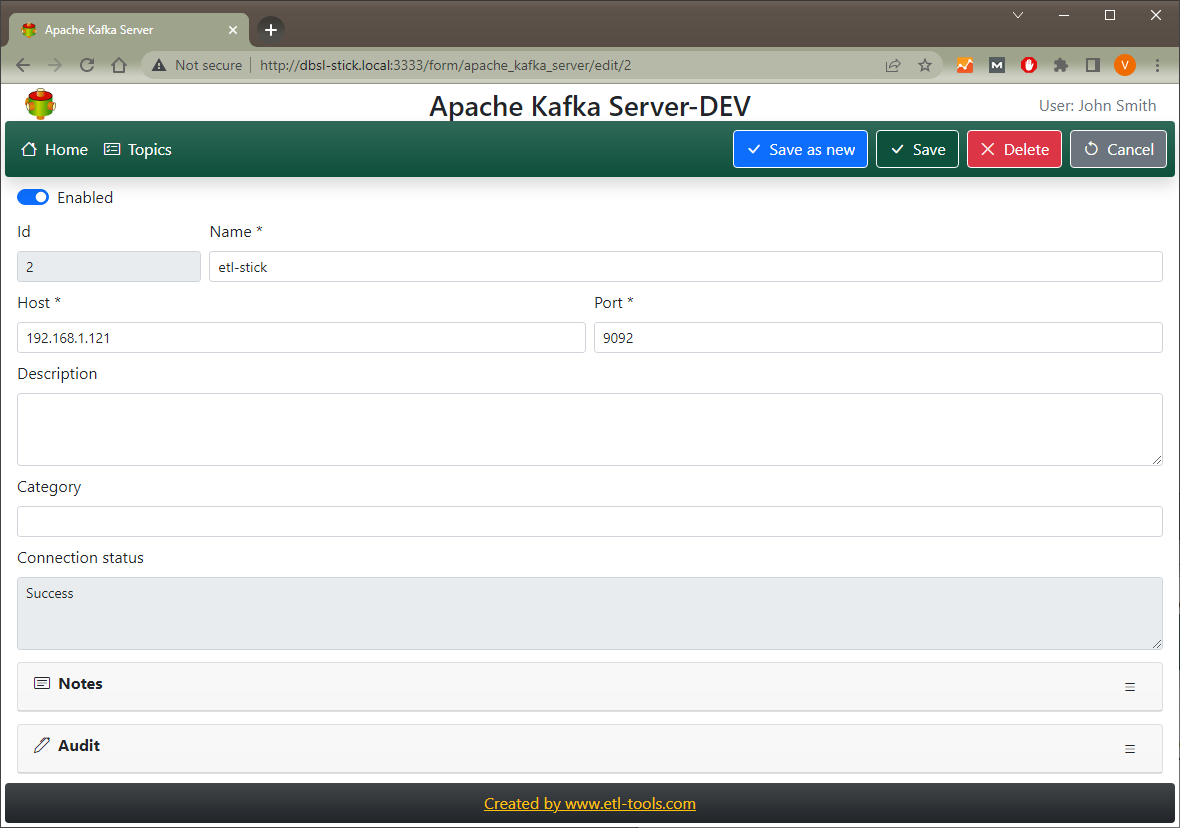 Apache Kafka Server
Not secure http://dbsl-stick.local:3333/form/apache_kafka_server/edit/2 M V
Apache Kafka Server-DEV User: John Smith
Home Topics Save as new Save Delete Cancel
Enabled
Id Name *
2 etl-stick
Host * Port *
192.168.1.121 9092
Description
Category
Connection status
Success
Notes
Audit
Created by www.etl-tools.com